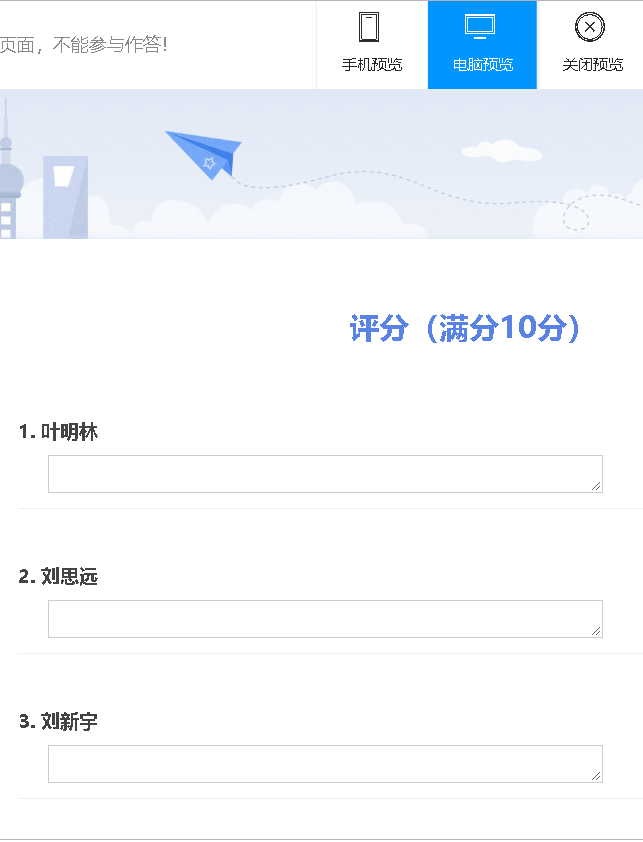 页面，不能参与作答!
手机预览
电脑预览
关闭预览
评分（满分10分）
1. 叶明林
2. 刘思远
3. 刘新宇